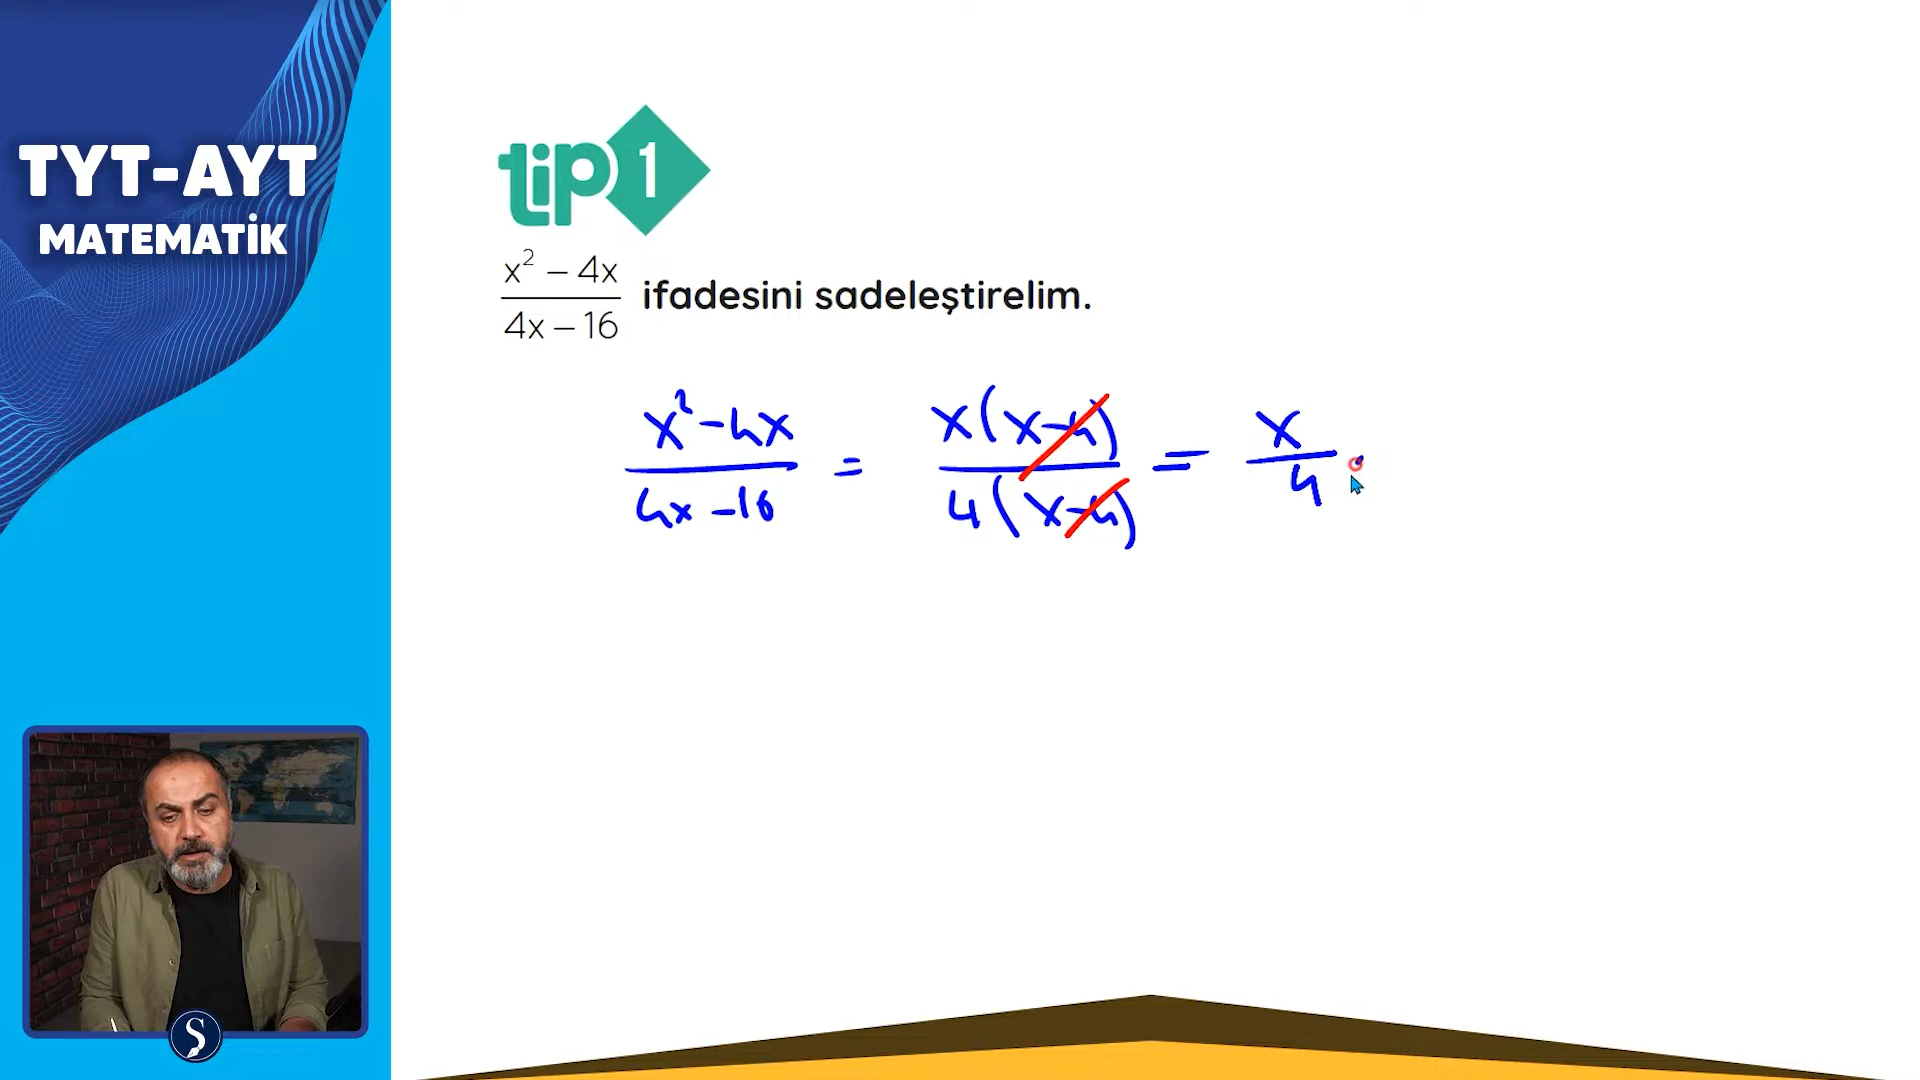 TYT-AYT
MATEMATİK
tip 1
x² – 4x / 4x – 16 ifadesini sadeleştirelim.
x² - 4x / 4x - 16 = x(x-4) / 4(x-4) = x / 4
S